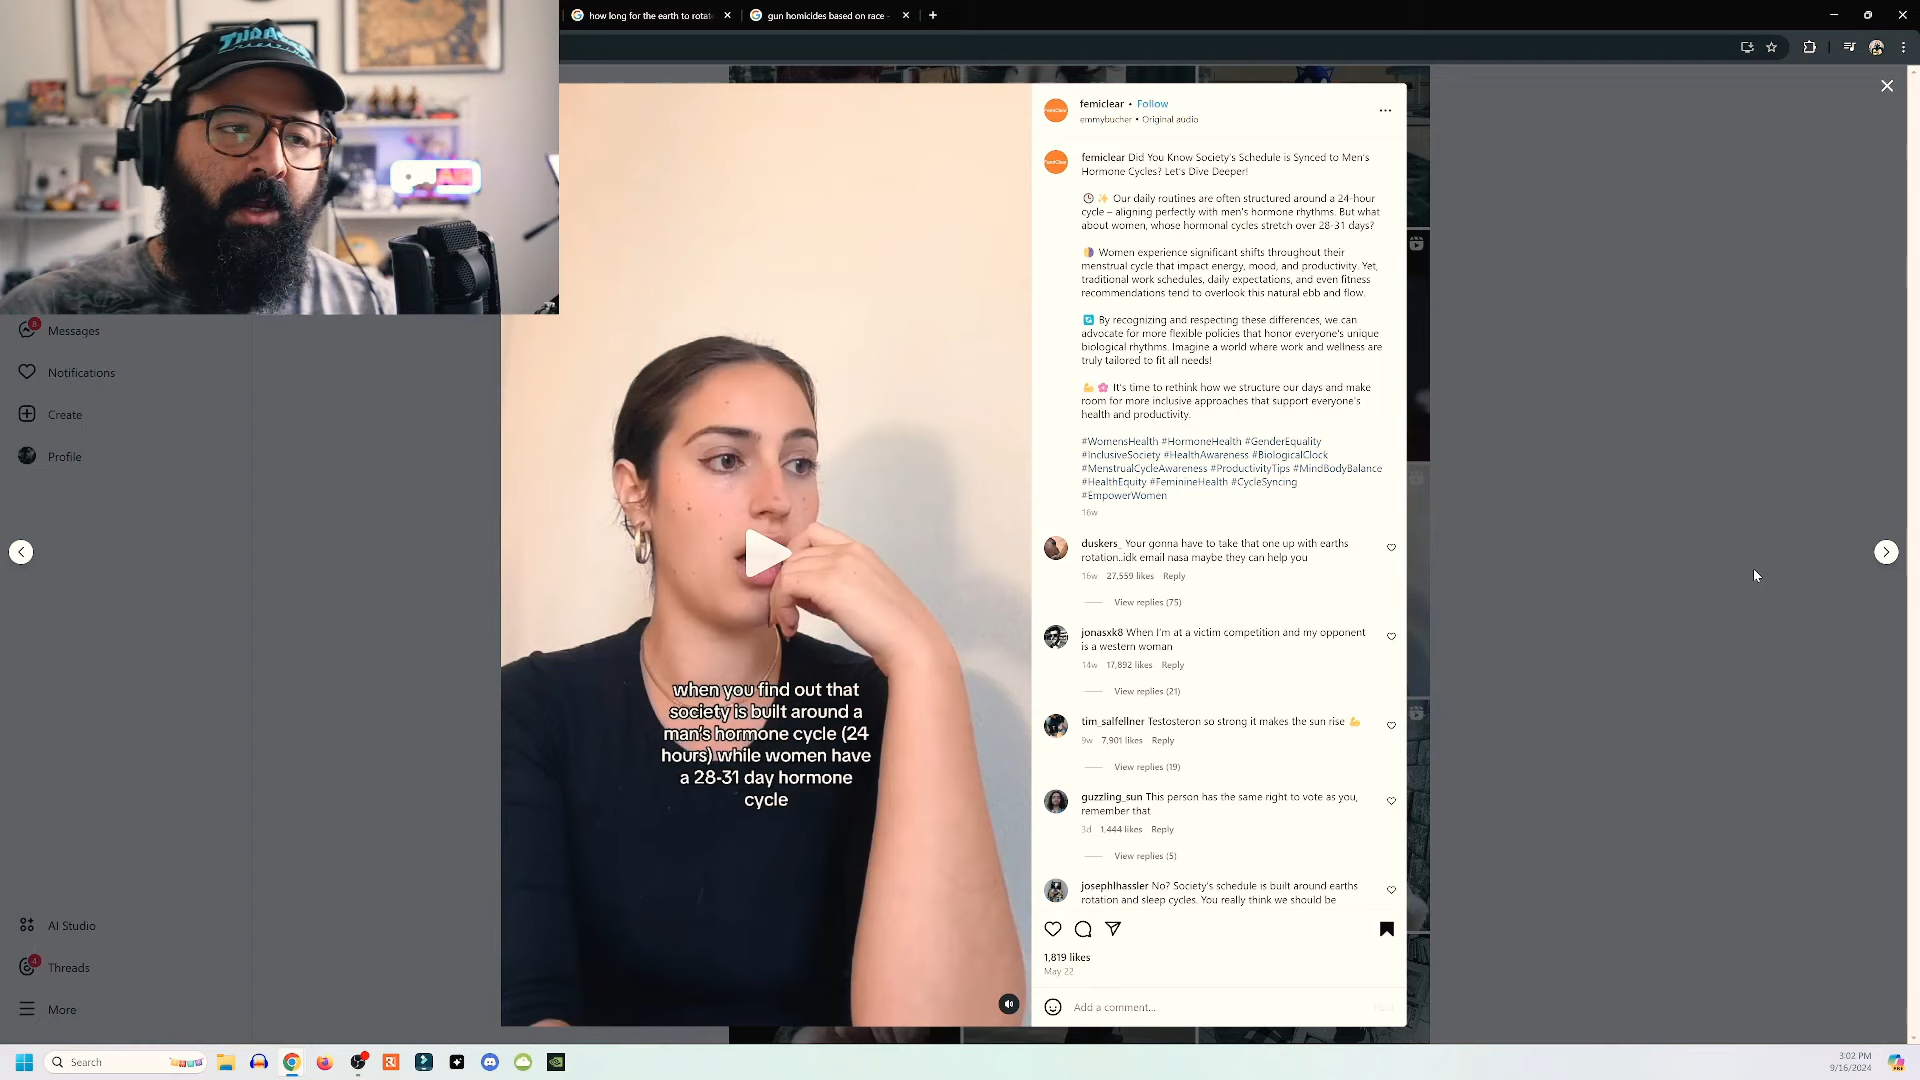 THRASHER
MAGAZINE
how long for the earth to rotat
gun homicides based on race -
Messages
8
Notifications
Create
Profile
AI Studio
Threads
4
More
when you find out that
society is built around a
man's hormone cycle (24
hours) while women have
a 28-31 day hormone
cycle
femiclear • Follow
emmybucher • Original audio
femiclear Did You Know Society's Schedule is Synced to Men's
Hormone Cycles? Let's Dive Deeper!
🕒 ✨ Our daily routines are often structured around a 24-hour
cycle – aligning perfectly with men's hormone rhythms. But what
about women, whose hormonal cycles stretch over 28-31 days?
🌗 Women experience significant shifts throughout their
menstrual cycle that impact energy, mood, and productivity. Yet,
traditional work schedules, daily expectations, and even fitness
recommendations tend to overlook this natural ebb and flow.
🔄 By recognizing and respecting these differences, we can
advocate for more flexible policies that honor everyone's unique
biological rhythms. Imagine a world where work and wellness are
truly tailored to fit all needs!
💪 🌸 It's time to rethink how we structure our days and make
room for more inclusive approaches that support everyone's
health and productivity.
#WomensHealth #HormoneHealth #GenderEquality
#InclusiveSociety #HealthAwareness #BiologicalClock
#MenstrualCycleAwareness #ProductivityTips #MindBodyBalance
#HealthEquity #FeminineHealth #CycleSyncing
#EmpowerWomen
16w
duskers_ Your gonna have to take that one up with earths
rotation..idk email nasa maybe they can help you
16w 27,559 likes Reply
View replies (75)
jonasxk8 When I'm at a victim competition and my opponent
is a western woman
14w 17,892 likes Reply
View replies (21)
tim_salfellner Testosteron so strong it makes the sun rise 💪
9w 7,901 likes Reply
View replies (19)
guzzling_sun This person has the same right to vote as you,
remember that
3d 1,444 likes Reply
View replies (5)
josephlhassler No? Society's schedule is built around earths
rotation and sleep cycles. You really think we should be
1,819 likes
May 22
Add a comment...
Search
3:02 PM
9/16/2024